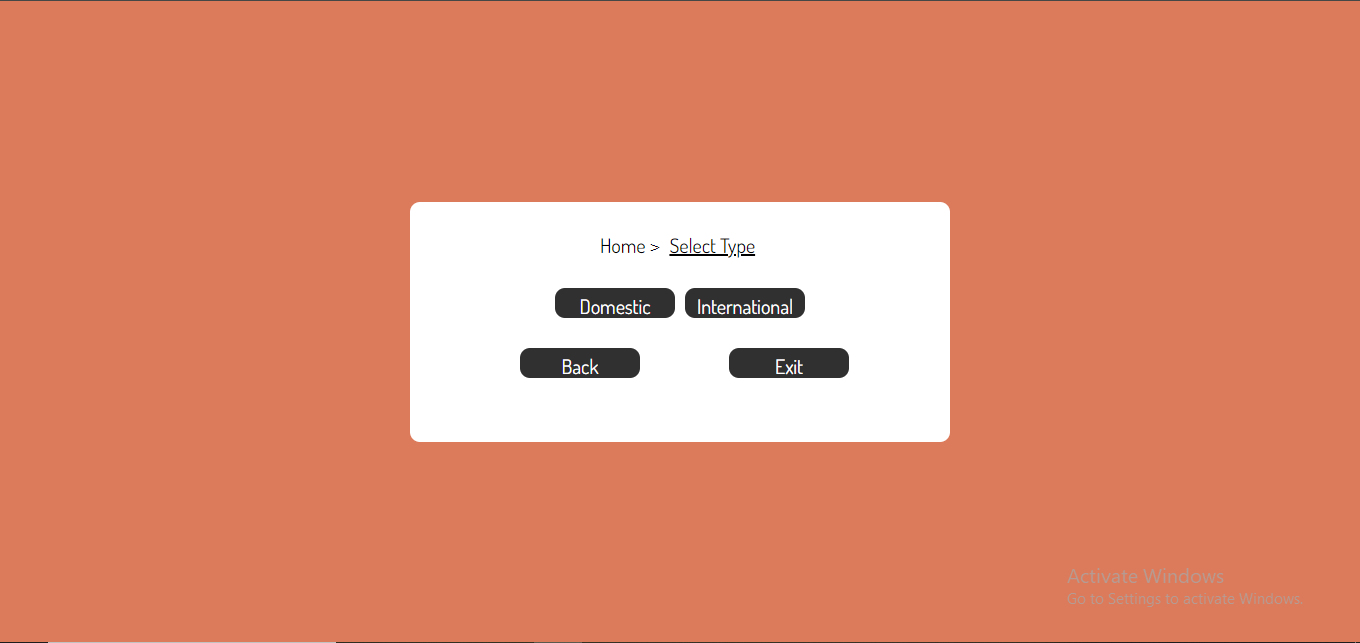 Home > Select Type
Domestic International
Back Exit
Activate Windows
Go to Settings to activate Windows.